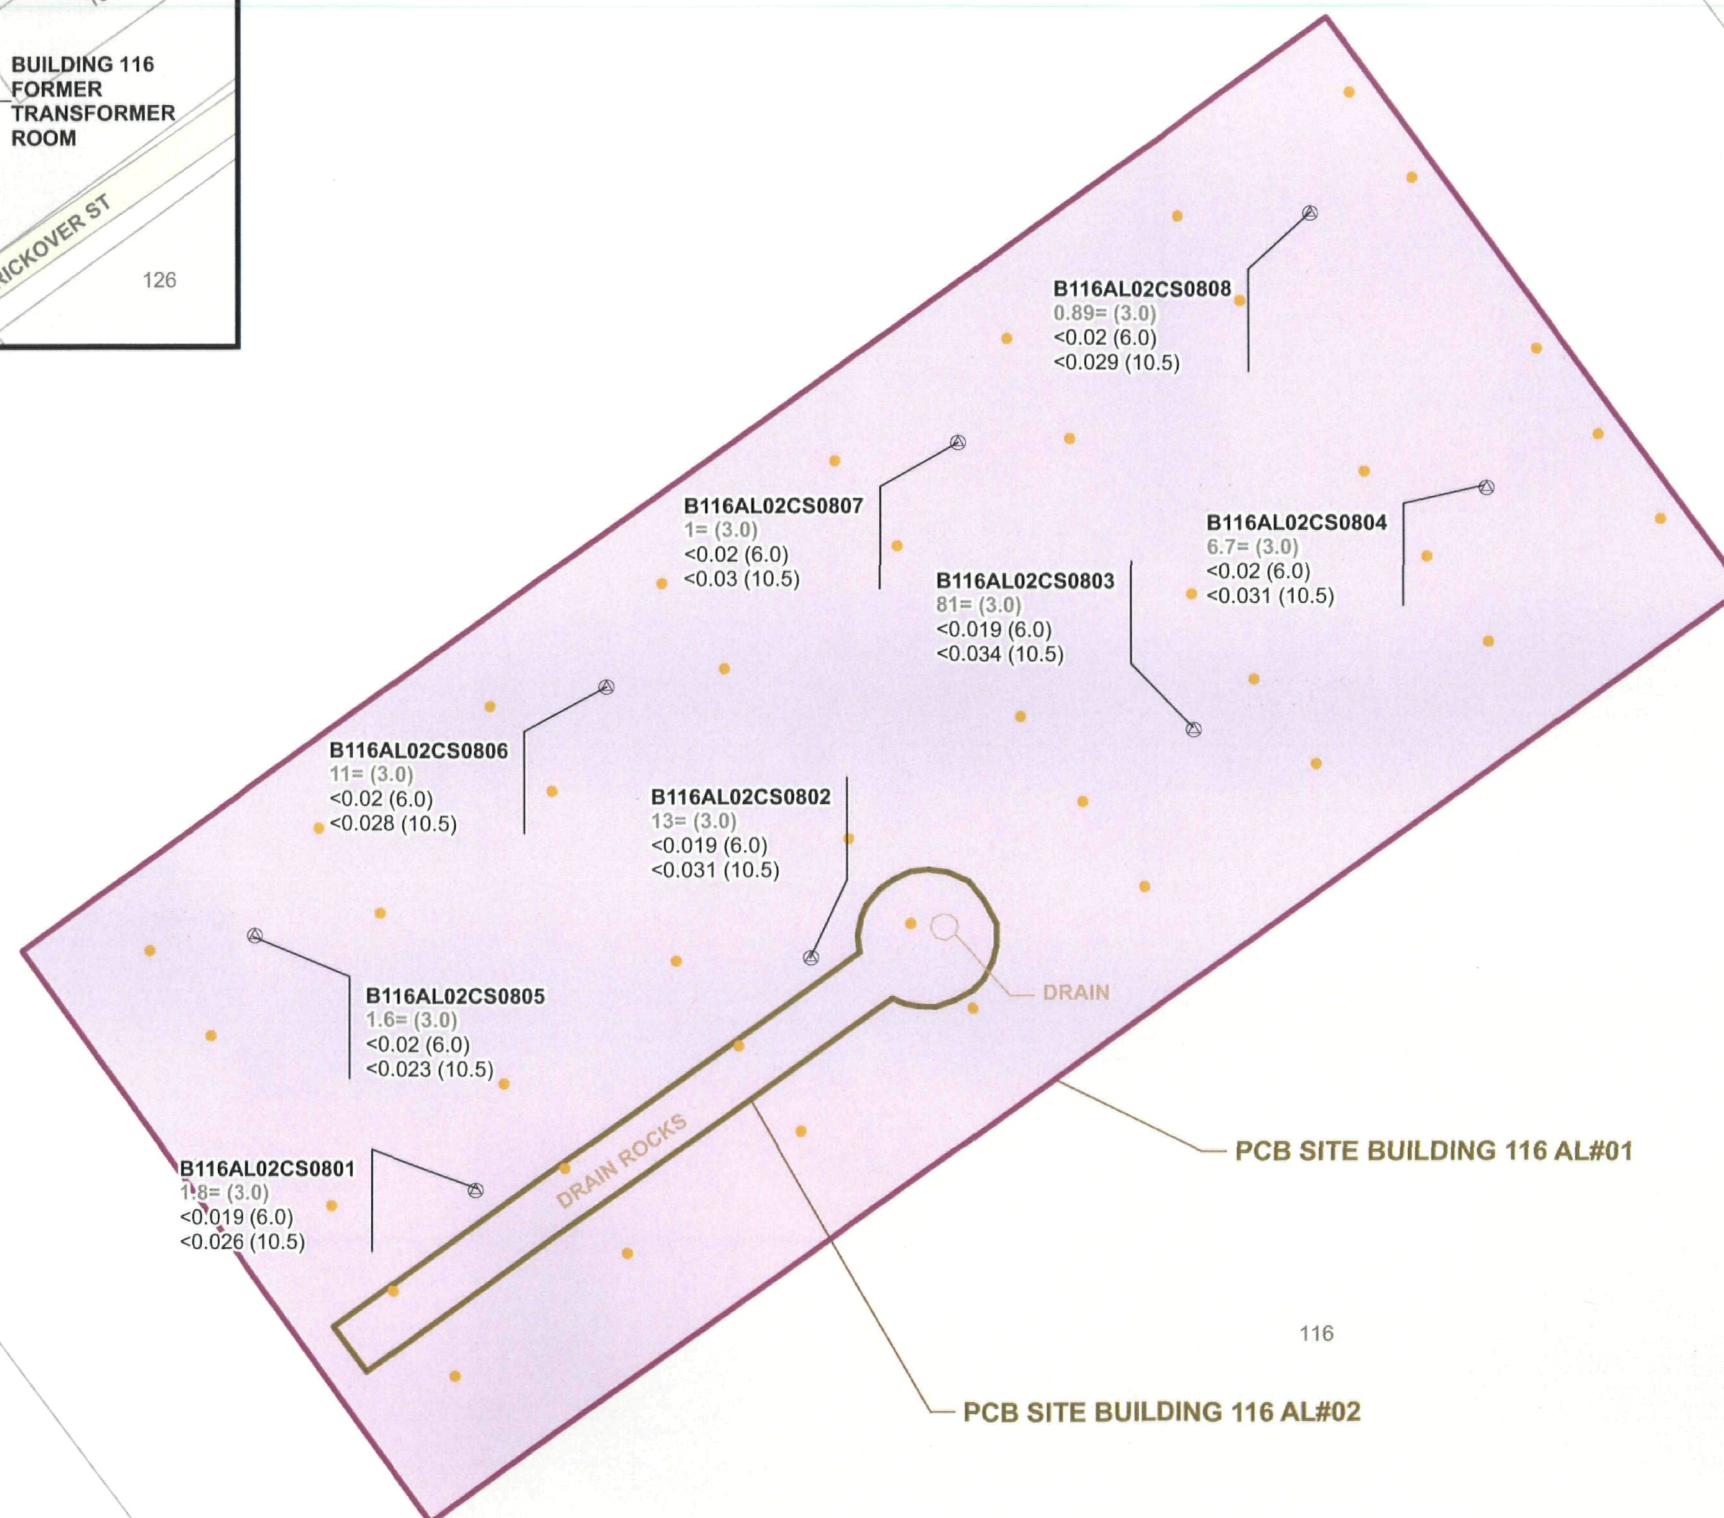 BUILDING 116
FORMER
TRANSFORMER
ROOM
RICKOVER ST
126
B116AL02CS0808
0.89= (3.0)
<0.02 (6.0)
<0.029 (10.5)
B116AL02CS0807
1= (3.0)
<0.02 (6.0)
<0.03 (10.5)
B116AL02CS0804
6.7= (3.0)
<0.02 (6.0)
<0.031 (10.5)
B116AL02CS0803
81= (3.0)
<0.019 (6.0)
<0.034 (10.5)
B116AL02CS0806
11= (3.0)
<0.02 (6.0)
<0.028 (10.5)
B116AL02CS0802
13= (3.0)
<0.019 (6.0)
<0.031 (10.5)
B116AL02CS0805
1.6= (3.0)
<0.02 (6.0)
<0.023 (10.5)
DRAIN
B116AL02CS0801
1.8= (3.0)
<0.019 (6.0)
<0.026 (10.5)
DRAIN ROCKS
PCB SITE BUILDING 116 AL#01
116
PCB SITE BUILDING 116 AL#02